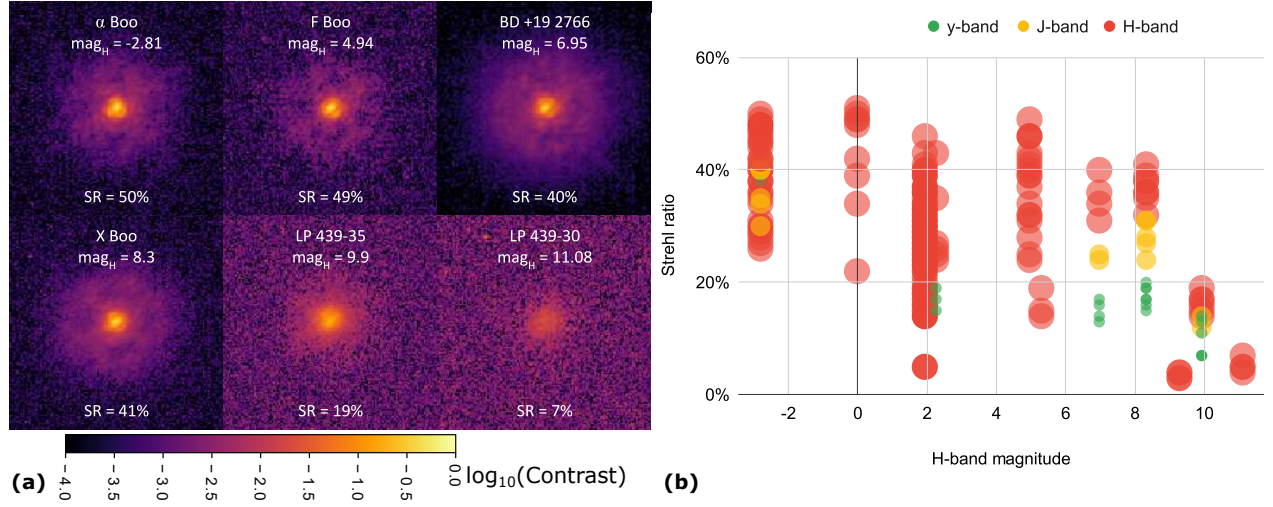 α Boo
mag_H = -2.81
SR = 50%
F Boo
mag_H = 4.94
SR = 49%
BD +19 2766
mag_H = 6.95
SR = 40%
X Boo
mag_H = 8.3
SR = 41%
LP 439-35
mag_H = 9.9
SR = 19%
LP 439-30
mag_H = 11.08
SR = 7%
(a)
−4.0
−3.5
−3.0
−2.5
−2.0
−1.5
−1.0
−0.5
0.0
log₁₀(Contrast)
y-band J-band H-band
60%
40%
20%
0%
Strehl ratio
-2 0 2 4 6 8 10
H-band magnitude
(b)